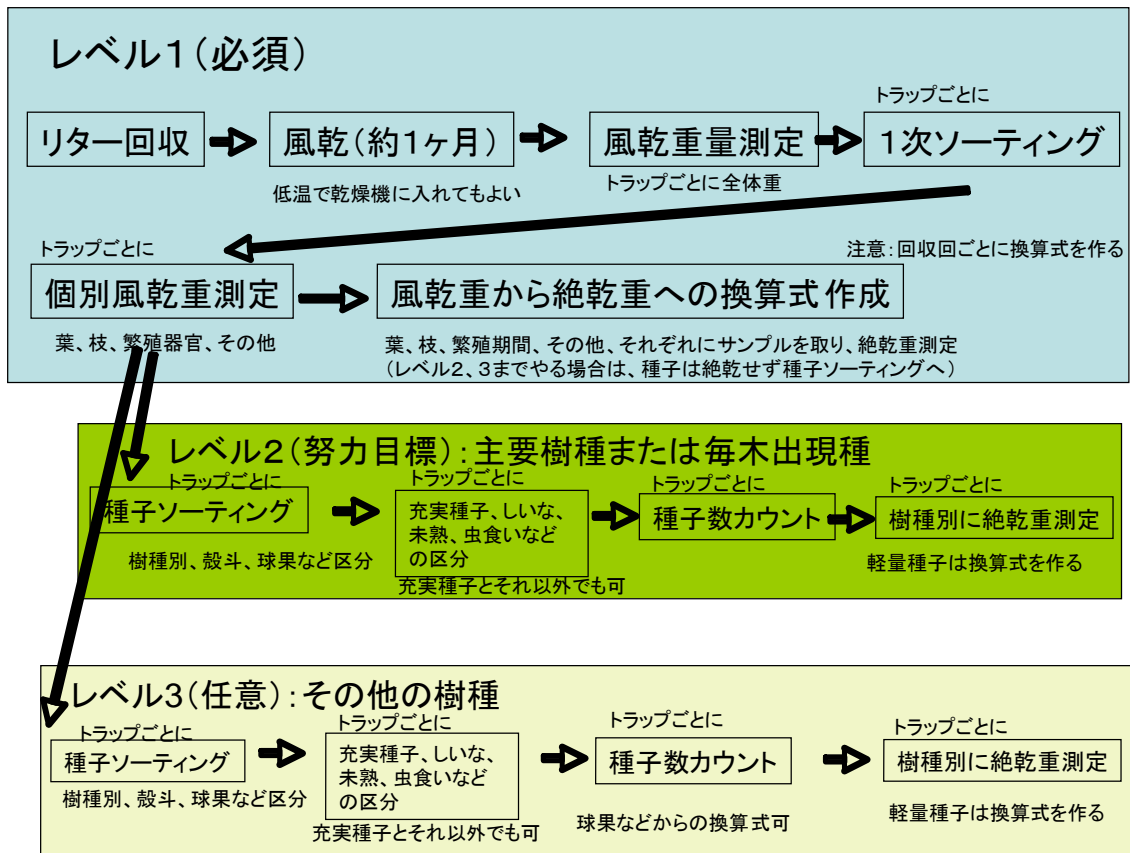 レベル1(必須)
トラップごとに
リター回収
風乾(約1ヶ月)
風乾重量測定
1次ソーティング
低温で乾燥機に入れてもよい
トラップごとに全体重
トラップごとに
注意:回収回ごとに換算式を作る
個別風乾重測定
風乾重から絶乾重への換算式作成
葉、枝、繁殖器官、その他
葉、枝、繁殖期間、その他、それぞれにサンプルを取り、絶乾重測定
(レベル2、3までやる場合は、種子は絶乾せず種子ソーティングへ)
レベル2(努力目標):主要樹種または毎木出現種
トラップごとに
種子ソーティング
樹種別、殻斗、球果など区分
トラップごとに
充実種子、しいな、
未熟、虫食いなど
の区分
充実種子とそれ以外でも可
トラップごとに
種子数カウント
トラップごとに
樹種別に絶乾重測定
軽量種子は換算式を作る
レベル3(任意):その他の樹種
トラップごとに
種子ソーティング
樹種別、殻斗、球果など区分
トラップごとに
充実種子、しいな、
未熟、虫食いなど
の区分
充実種子とそれ以外でも可
トラップごとに
種子数カウント
球果などからの換算式可
トラップごとに
樹種別に絶乾重測定
軽量種子は換算式を作る